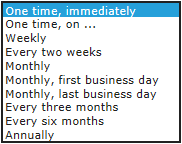 One time, immediately
One time, on ...
Weekly
Every two weeks
Monthly
Monthly, first business day
Monthly, last business day
Every three months
Every six months
Annually